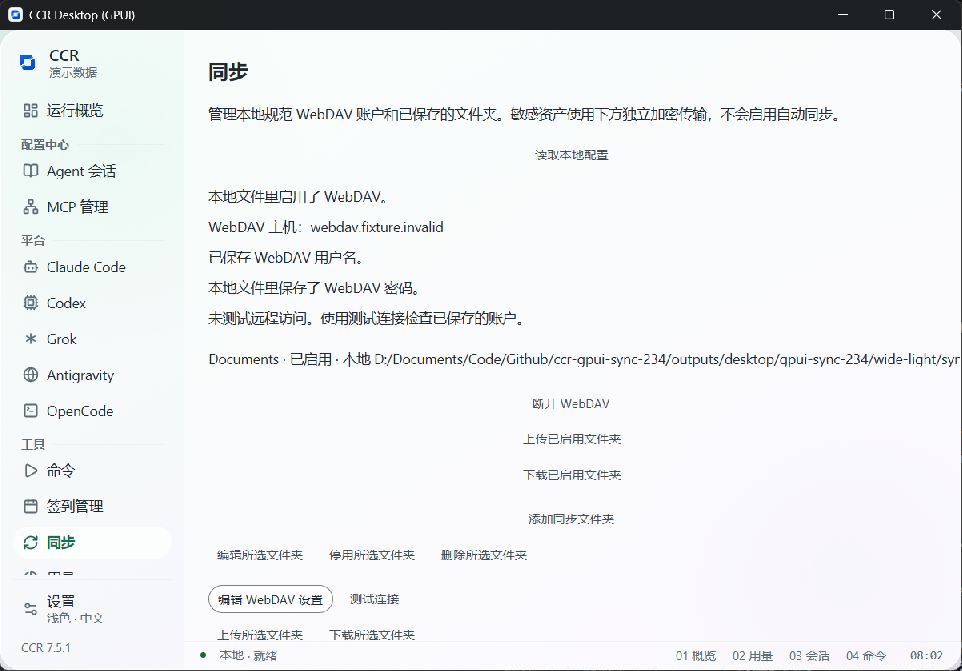 CCR Desktop (GPUI)
CCR
演示数据
运行概览
配置中心
Agent 会话
MCP 管理
平台
Claude Code
Codex
Grok
Antigravity
OpenCode
工具
命令
签到管理
同步
设置
浅色 · 中文
CCR 7.5.1
同步
管理本地规范 WebDAV 账户和已保存的文件夹。敏感资产使用下方独立加密传输，不会启用自动同步。
读取本地配置
本地文件里启用了 WebDAV。
WebDAV 主机：webdav.fixture.invalid
已保存 WebDAV 用户名。
本地文件里保存了 WebDAV 密码。
未测试远程访问。使用测试连接检查已保存的账户。
Documents · 已启用 · 本地 D:/Documents/Code/Github/ccr-gpui-sync-234/outputs/desktop/gpui-sync-234/wide-light/syn
断开 WebDAV
上传已启用文件夹
下载已启用文件夹
添加同步文件夹
编辑所选文件夹 停用所选文件夹 删除所选文件夹
编辑 WebDAV 设置 测试连接
上传所选文件夹 下载所选文件夹
本地 · 就绪 01 概览 02 用量 03 会话 04 命令 08:02